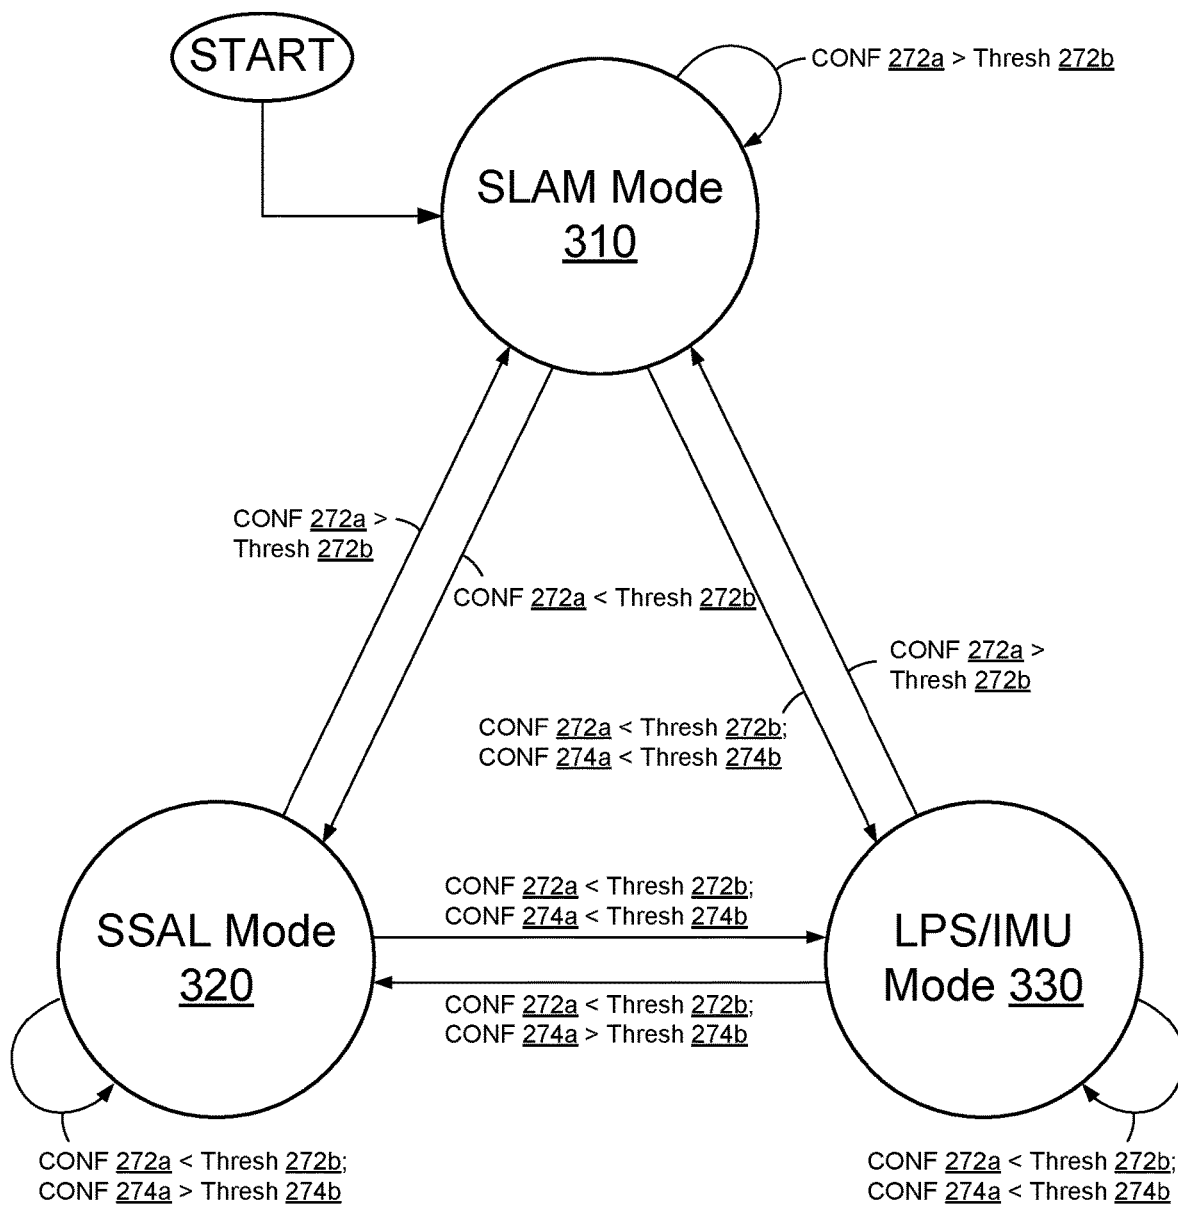 START
CONF 272a > Thresh 272b
SLAM Mode
310
CONF 272a >
Thresh 272b
CONF 272a < Thresh 272b
CONF 272a >
Thresh 272b
CONF 272a < Thresh 272b;
CONF 274a < Thresh 274b
SSAL Mode
320
CONF 272a < Thresh 272b;
CONF 274a < Thresh 274b
CONF 272a < Thresh 272b;
CONF 274a > Thresh 274b
LPS/IMU
Mode 330
CONF 272a < Thresh 272b;
CONF 274a > Thresh 274b
CONF 272a < Thresh 272b;
CONF 274a < Thresh 274b